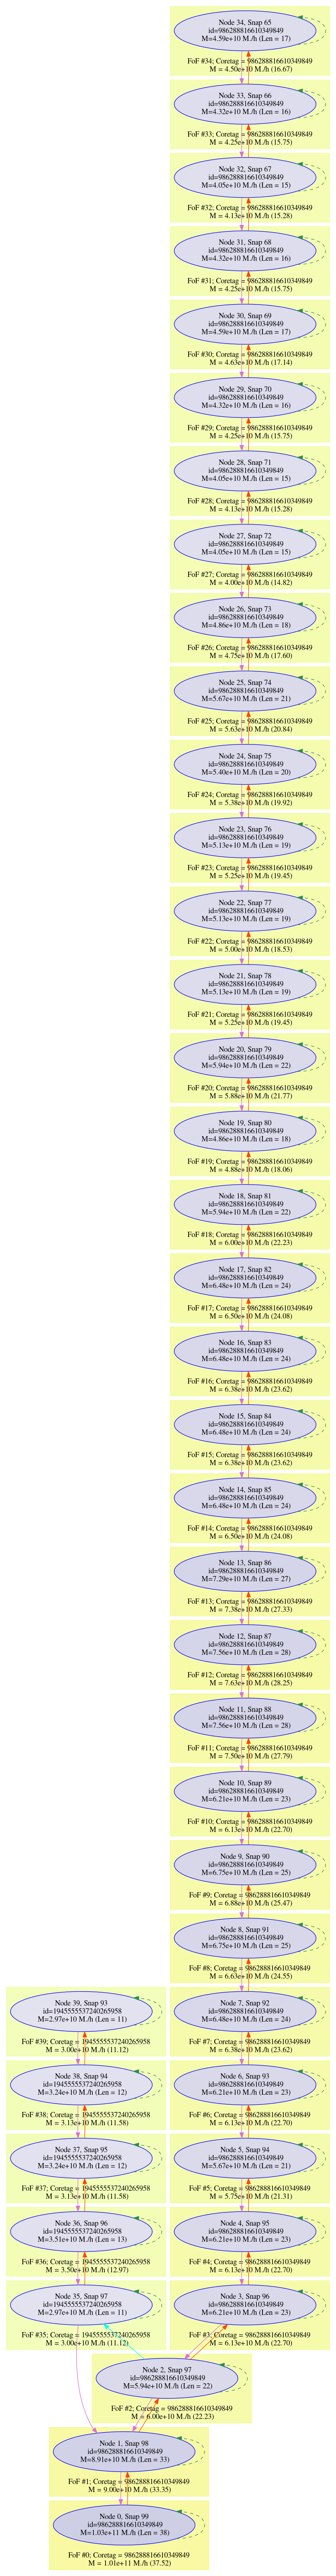 Node 34, Snap 65
id=986288816610349849
M=4.59e+10 M./h (Len = 17)
FoF #34; Coretag = 986288816610349849
M = 4.50e+10 M./h (16.67)
Node 33, Snap 66
id=986288816610349849
M=4.32e+10 M./h (Len = 16)
FoF #33; Coretag = 986288816610349849
M = 4.25e+10 M./h (15.75)
Node 32, Snap 67
id=986288816610349849
M=4.05e+10 M./h (Len = 15)
FoF #32; Coretag = 986288816610349849
M = 4.13e+10 M./h (15.28)
Node 31, Snap 68
id=986288816610349849
M=4.32e+10 M./h (Len = 16)
FoF #31; Coretag = 986288816610349849
M = 4.25e+10 M./h (15.75)
Node 30, Snap 69
id=986288816610349849
M=4.59e+10 M./h (Len = 17)
FoF #30; Coretag = 986288816610349849
M = 4.63e+10 M./h (17.14)
Node 29, Snap 70
id=986288816610349849
M=4.32e+10 M./h (Len = 16)
FoF #29; Coretag = 986288816610349849
M = 4.25e+10 M./h (15.75)
Node 28, Snap 71
id=986288816610349849
M=4.05e+10 M./h (Len = 15)
FoF #28; Coretag = 986288816610349849
M = 4.13e+10 M./h (15.28)
Node 27, Snap 72
id=986288816610349849
M=4.05e+10 M./h (Len = 15)
FoF #27; Coretag = 986288816610349849
M = 4.00e+10 M./h (14.82)
Node 26, Snap 73
id=986288816610349849
M=4.86e+10 M./h (Len = 18)
FoF #26; Coretag = 986288816610349849
M = 4.75e+10 M./h (17.60)
Node 25, Snap 74
id=986288816610349849
M=5.67e+10 M./h (Len = 21)
FoF #25; Coretag = 986288816610349849
M = 5.63e+10 M./h (20.84)
Node 24, Snap 75
id=986288816610349849
M=5.40e+10 M./h (Len = 20)
FoF #24; Coretag = 986288816610349849
M = 5.38e+10 M./h (19.92)
Node 23, Snap 76
id=986288816610349849
M=5.13e+10 M./h (Len = 19)
FoF #23; Coretag = 986288816610349849
M = 5.25e+10 M./h (19.45)
Node 22, Snap 77
id=986288816610349849
M=5.13e+10 M./h (Len = 19)
FoF #22; Coretag = 986288816610349849
M = 5.00e+10 M./h (18.53)
Node 21, Snap 78
id=986288816610349849
M=5.13e+10 M./h (Len = 19)
FoF #21; Coretag = 986288816610349849
M = 5.25e+10 M./h (19.45)
Node 20, Snap 79
id=986288816610349849
M=5.94e+10 M./h (Len = 22)
FoF #20; Coretag = 986288816610349849
M = 5.88e+10 M./h (21.77)
Node 19, Snap 80
id=986288816610349849
M=4.86e+10 M./h (Len = 18)
FoF #19; Coretag = 986288816610349849
M = 4.88e+10 M./h (18.06)
Node 18, Snap 81
id=986288816610349849
M=5.94e+10 M./h (Len = 22)
FoF #18; Coretag = 986288816610349849
M = 6.00e+10 M./h (22.23)
Node 17, Snap 82
id=986288816610349849
M=6.48e+10 M./h (Len = 24)
FoF #17; Coretag = 986288816610349849
M = 6.50e+10 M./h (24.08)
Node 16, Snap 83
id=986288816610349849
M=6.48e+10 M./h (Len = 24)
FoF #16; Coretag = 986288816610349849
M = 6.38e+10 M./h (23.62)
Node 15, Snap 84
id=986288816610349849
M=6.48e+10 M./h (Len = 24)
FoF #15; Coretag = 986288816610349849
M = 6.38e+10 M./h (23.62)
Node 14, Snap 85
id=986288816610349849
M=6.48e+10 M./h (Len = 24)
FoF #14; Coretag = 986288816610349849
M = 6.50e+10 M./h (24.08)
Node 13, Snap 86
id=986288816610349849
M=7.29e+10 M./h (Len = 27)
FoF #13; Coretag = 986288816610349849
M = 7.38e+10 M./h (27.33)
Node 12, Snap 87
id=986288816610349849
M=7.56e+10 M./h (Len = 28)
FoF #12; Coretag = 986288816610349849
M = 7.63e+10 M./h (28.25)
Node 11, Snap 88
id=986288816610349849
M=7.56e+10 M./h (Len = 28)
FoF #11; Coretag = 986288816610349849
M = 7.50e+10 M./h (27.79)
Node 10, Snap 89
id=986288816610349849
M=6.21e+10 M./h (Len = 23)
FoF #10; Coretag = 986288816610349849
M = 6.13e+10 M./h (22.70)
Node 9, Snap 90
id=986288816610349849
M=6.75e+10 M./h (Len = 25)
FoF #9; Coretag = 986288816610349849
M = 6.88e+10 M./h (25.47)
Node 8, Snap 91
id=986288816610349849
M=6.75e+10 M./h (Len = 25)
FoF #8; Coretag = 986288816610349849
M = 6.63e+10 M./h (24.55)
Node 39, Snap 93
id=1945555537240265958
M=2.97e+10 M./h (Len = 11)
FoF #39; Coretag = 1945555537240265958
M = 3.00e+10 M./h (11.12)
Node 7, Snap 92
id=986288816610349849
M=6.48e+10 M./h (Len = 24)
FoF #7; Coretag = 986288816610349849
M = 6.38e+10 M./h (23.62)
Node 38, Snap 94
id=1945555537240265958
M=3.24e+10 M./h (Len = 12)
FoF #38; Coretag = 1945555537240265958
M = 3.13e+10 M./h (11.58)
Node 6, Snap 93
id=986288816610349849
M=6.21e+10 M./h (Len = 23)
FoF #6; Coretag = 986288816610349849
M = 6.13e+10 M./h (22.70)
Node 37, Snap 95
id=1945555537240265958
M=3.24e+10 M./h (Len = 12)
FoF #37; Coretag = 1945555537240265958
M = 3.13e+10 M./h (11.58)
Node 5, Snap 94
id=986288816610349849
M=5.67e+10 M./h (Len = 21)
FoF #5; Coretag = 986288816610349849
M = 5.75e+10 M./h (21.31)
Node 36, Snap 96
id=1945555537240265958
M=3.51e+10 M./h (Len = 13)
FoF #36; Coretag = 1945555537240265958
M = 3.50e+10 M./h (12.97)
Node 4, Snap 95
id=986288816610349849
M=6.21e+10 M./h (Len = 23)
FoF #4; Coretag = 986288816610349849
M = 6.13e+10 M./h (22.70)
Node 35, Snap 97
id=1945555537240265958
M=2.97e+10 M./h (Len = 11)
FoF #35; Coretag = 1945555537240265958
M = 3.00e+10 M./h (11.12)
Node 3, Snap 96
id=986288816610349849
M=6.21e+10 M./h (Len = 23)
FoF #3; Coretag = 986288816610349849
M = 6.13e+10 M./h (22.70)
Node 2, Snap 97
id=986288816610349849
M=5.94e+10 M./h (Len = 22)
FoF #2; Coretag = 986288816610349849
M = 6.00e+10 M./h (22.23)
Node 1, Snap 98
id=986288816610349849
M=8.91e+10 M./h (Len = 33)
FoF #1; Coretag = 986288816610349849
M = 9.00e+10 M./h (33.35)
Node 0, Snap 99
id=986288816610349849
M=1.03e+11 M./h (Len = 38)
FoF #0; Coretag = 986288816610349849
M = 1.01e+11 M./h (37.52)